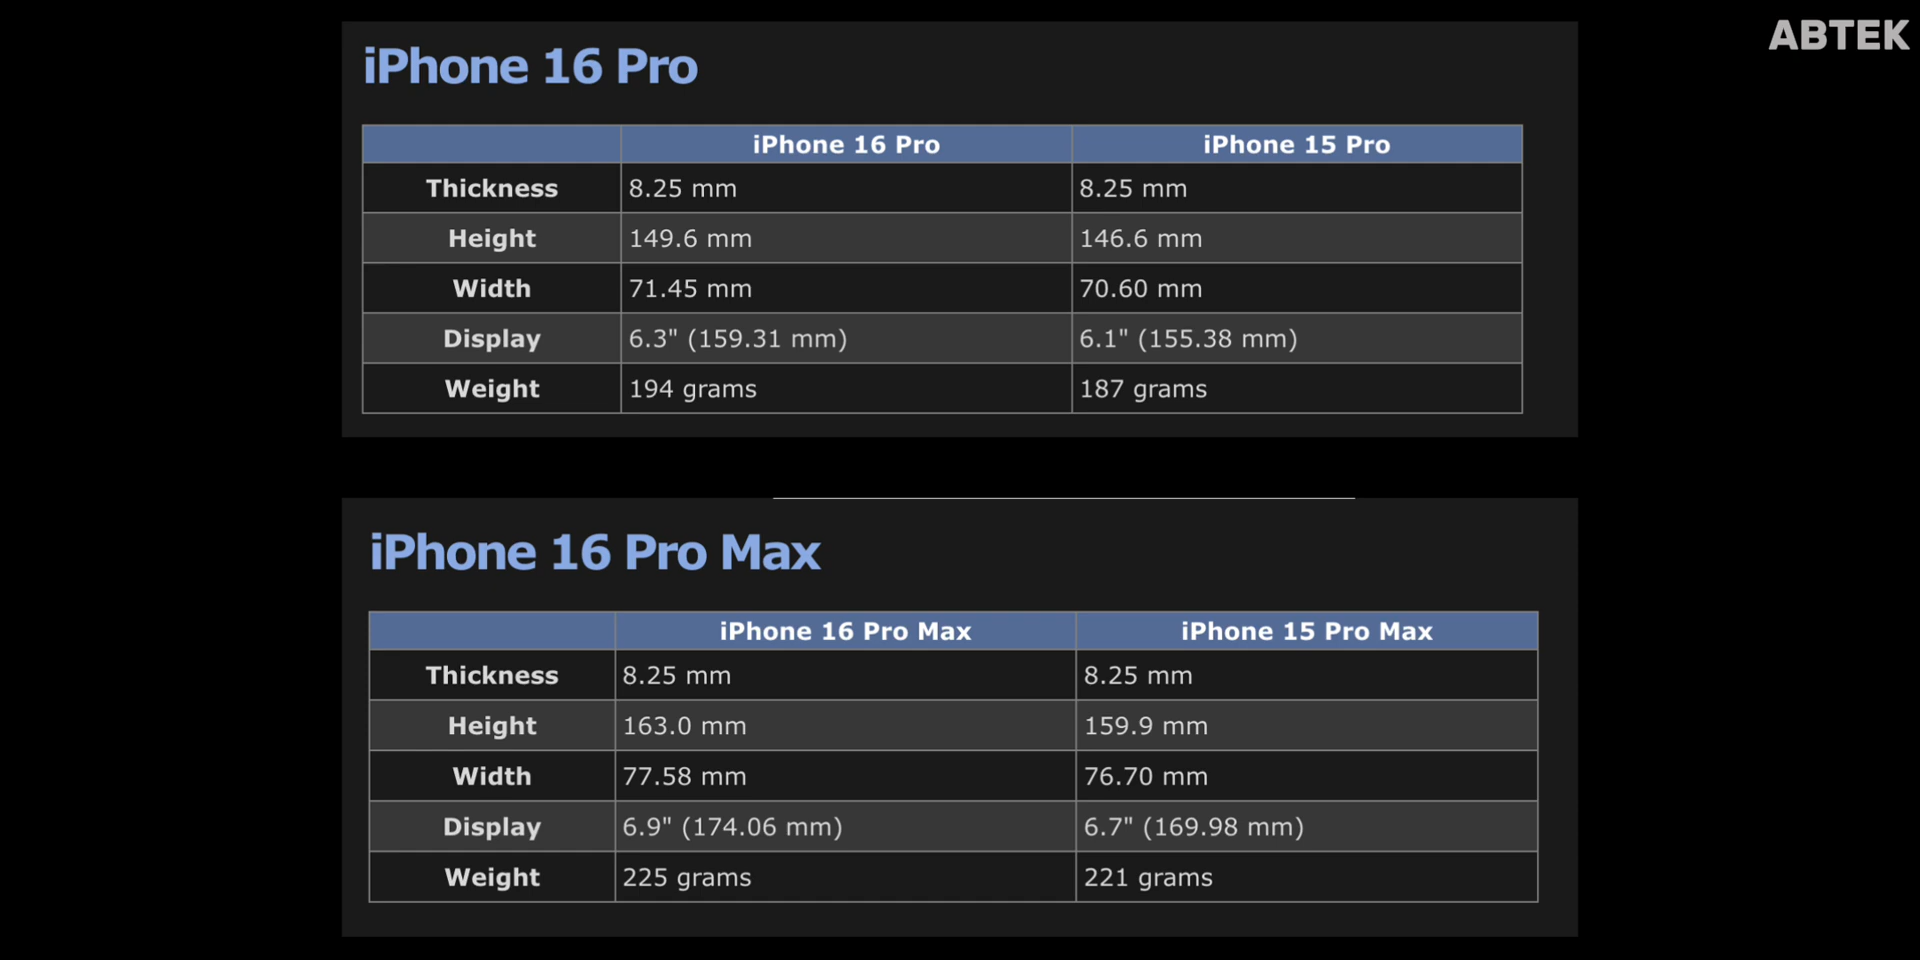 ABTEK
iPhone 16 Pro
iPhone 16 Pro iPhone 15 Pro
Thickness 8.25 mm 8.25 mm
Height 149.6 mm 146.6 mm
Width 71.45 mm 70.60 mm
Display 6.3" (159.31 mm) 6.1" (155.38 mm)
Weight 194 grams 187 grams
iPhone 16 Pro Max
iPhone 16 Pro Max iPhone 15 Pro Max
Thickness 8.25 mm 8.25 mm
Height 163.0 mm 159.9 mm
Width 77.58 mm 76.70 mm
Display 6.9" (174.06 mm) 6.7" (169.98 mm)
Weight 225 grams 221 grams